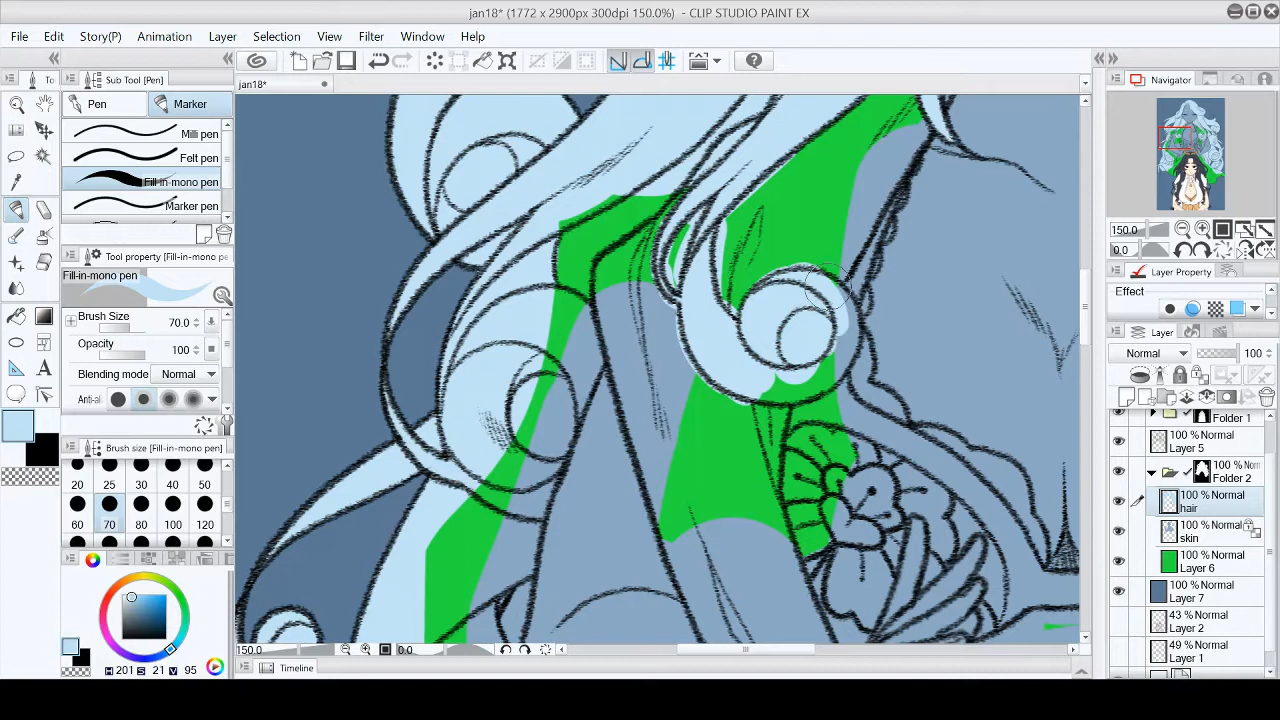 jan18* (1772 x 2900px 300dpi 150.0%)  - CLIP STUDIO PAINT EX
File Edit Story(P) Animation Layer Selection View Filter Window Help
To Sub Tool [Pen]
jan18*
Navigator
Pen Marker
Milli pen
Felt pen
Fill-in-mono pen
Marker pen
Tool property [Fill-in-mono pe
Fill-in-mono pen
Brush Size 70.0
Opacity 100
Blending mode Normal
Anti-al
Brush size [Fill-in-mono pen]
20 25 30 40 50
60 70 80 100 120
H 201 S 21 V 95
150.0 0.0
Timeline
150.0
0.0
Layer Property
Effect
Layer
Normal 100
Folder 1
100 % Normal
Layer 5
100 % Norm
Folder 2
100 % Normal
hair
100 % Normal
skin
100 % Normal
Layer 6
100 % Normal
Layer 7
43 % Normal
Layer 2
49 % Normal
Layer 1